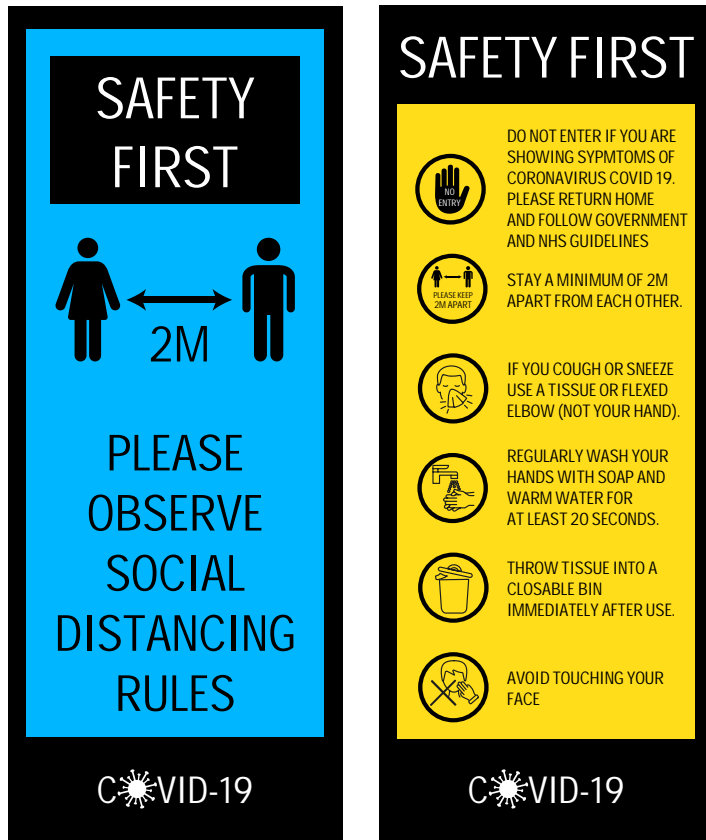 SAFETY
FIRST
2M
PLEASE
OBSERVE
SOCIAL
DISTANCING
RULES
COVID-19
SAFETY FIRST
NO
ENTRY
DO NOT ENTER IF YOU ARE
SHOWING SYPMTOMS OF
CORONAVIRUS COVID 19.
PLEASE RETURN HOME
AND FOLLOW GOVERNMENT
AND NHS GUIDELINES
PLEASE KEEP
2M APART
STAY A MINIMUM OF 2M
APART FROM EACH OTHER.
IF YOU COUGH OR SNEEZE
USE A TISSUE OR FLEXED
ELBOW (NOT YOUR HAND).
REGULARLY WASH YOUR
HANDS WITH SOAP AND
WARM WATER FOR
AT LEAST 20 SECONDS.
THROW TISSUE INTO A
CLOSABLE BIN
IMMEDIATELY AFTER USE.
AVOID TOUCHING YOUR
FACE
COVID-19